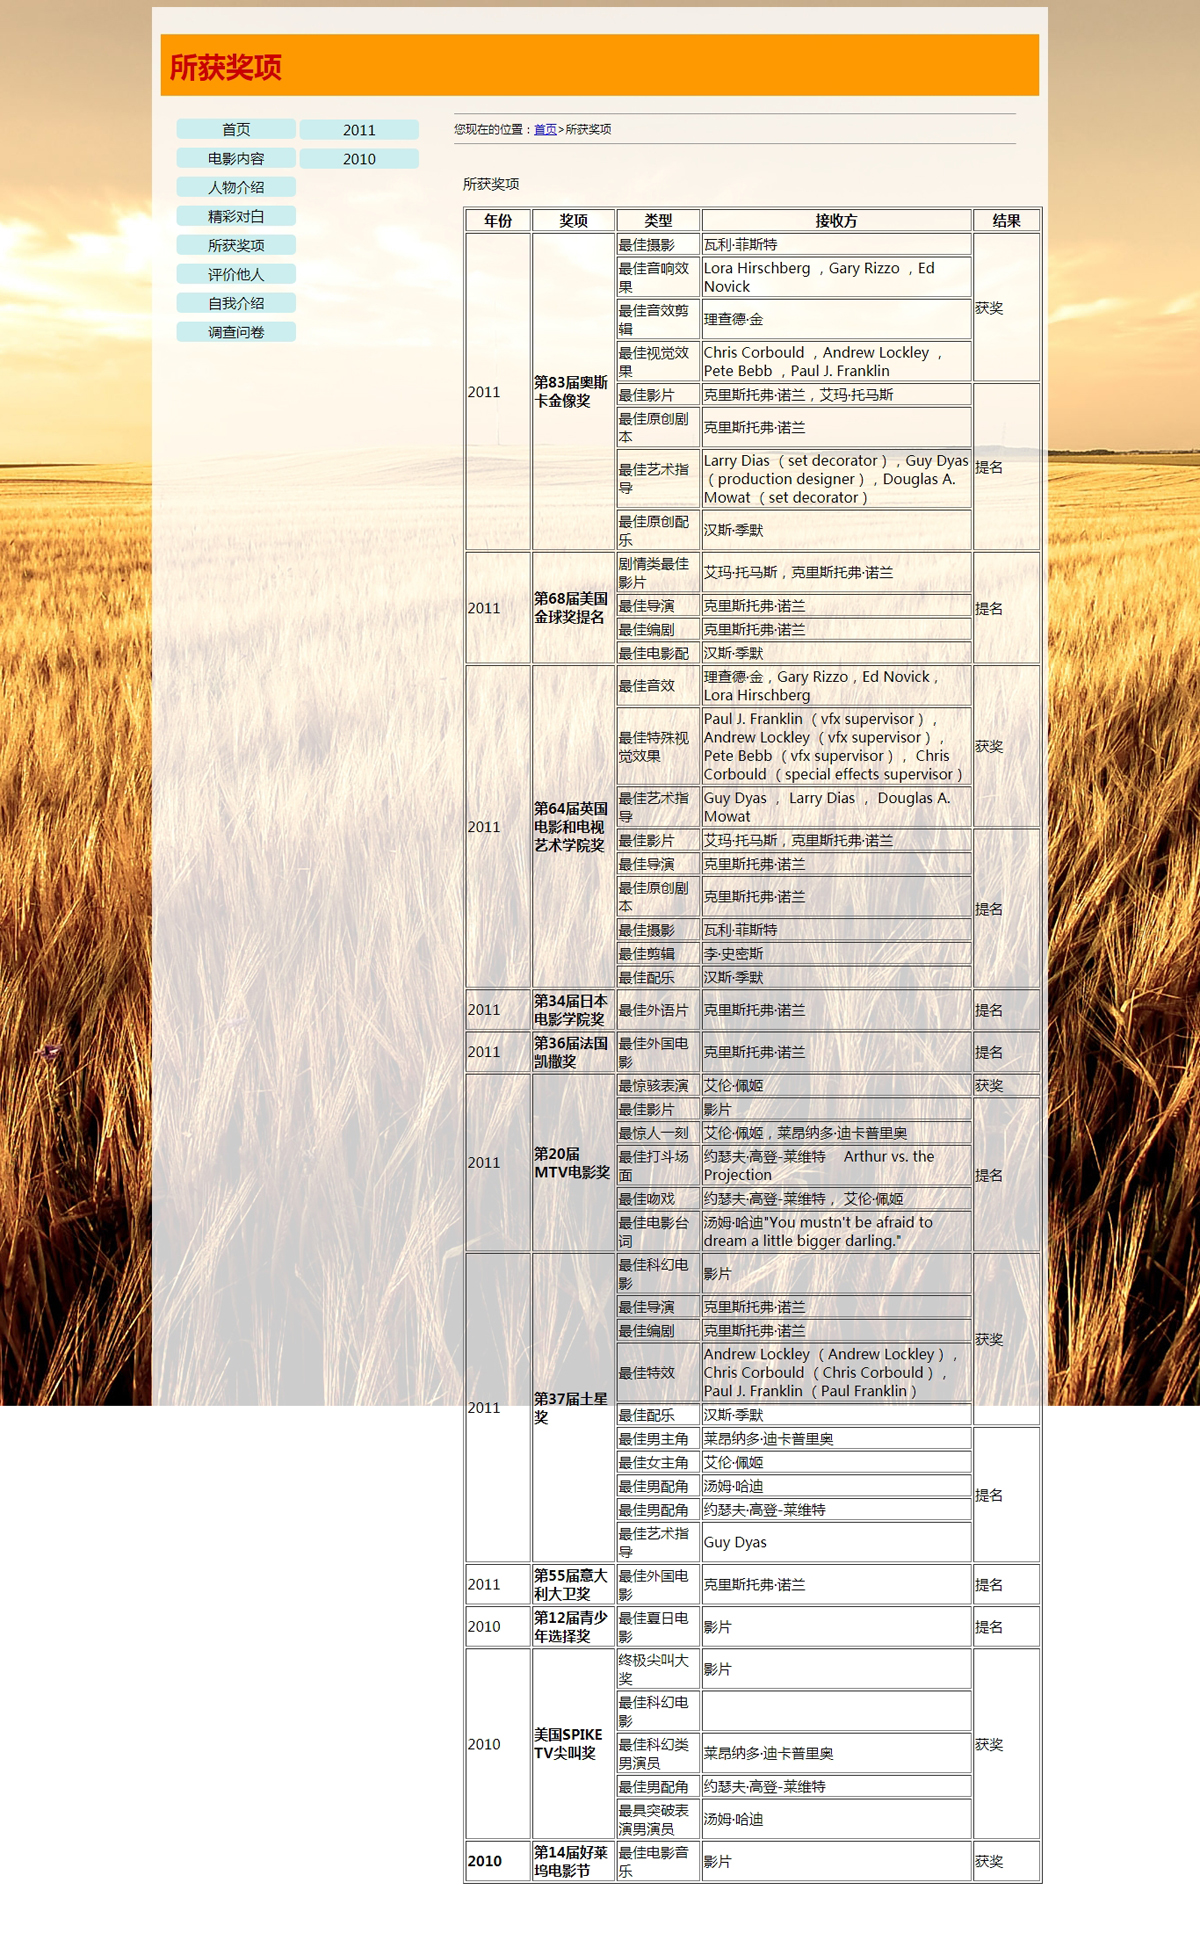 所获奖项
首页
2011
电影内容
2010
人物介绍
精彩对白
所获奖项
评价他人
自我介绍
调查问卷
您现在的位置：首页>所获奖项
所获奖项
年份 奖项 类型 接收方 结果
2011
第83届奥斯
卡金像奖
最佳摄影
瓦利·菲斯特
获奖
最佳音响效
果
Lora Hirschberg ，Gary Rizzo ，Ed
Novick
最佳音效剪
辑
理查德·金
最佳视觉效
果
Chris Corbould ，Andrew Lockley ，
Pete Bebb ，Paul J. Franklin
最佳影片
克里斯托弗·诺兰，艾玛·托马斯
提名
最佳原创剧
本
克里斯托弗·诺兰
最佳艺术指
导
Larry Dias （set decorator），Guy Dyas
（production designer），Douglas A.
Mowat （set decorator）
最佳原创配
乐
汉斯·季默
2011
第68届美国
金球奖提名
剧情类最佳
影片
艾玛·托马斯，克里斯托弗·诺兰
提名
最佳导演
克里斯托弗·诺兰
最佳编剧
克里斯托弗·诺兰
最佳电影配
汉斯·季默
2011
第64届英国
电影和电视
艺术学院奖
最佳音效
理查德·金，Gary Rizzo，Ed Novick，
Lora Hirschberg
获奖
最佳特殊视
觉效果
Paul J. Franklin （vfx supervisor），
Andrew Lockley （vfx supervisor），
Pete Bebb （vfx supervisor）， Chris
Corbould （special effects supervisor）
最佳艺术指
导
Guy Dyas ， Larry Dias ， Douglas A.
Mowat
最佳影片
艾玛·托马斯，克里斯托弗·诺兰
提名
最佳导演
克里斯托弗·诺兰
最佳原创剧
本
克里斯托弗·诺兰
最佳摄影
瓦利·菲斯特
最佳剪辑
李·史密斯
最佳配乐
汉斯·季默
2011
第34届日本
电影学院奖
最佳外语片
克里斯托弗·诺兰
提名
2011
第36届法国
凯撒奖
最佳外国电
影
克里斯托弗·诺兰
提名
2011
第20届
MTV电影奖
最惊骇表演
艾伦·佩姬
获奖
最佳影片
影片
提名
最惊人一刻
艾伦·佩姬，莱昂纳多·迪卡普里奥
最佳打斗场
面
约瑟夫·高登-莱维特　Arthur vs. the
Projection
最佳吻戏
约瑟夫·高登-莱维特， 艾伦·佩姬
最佳电影台
词
汤姆·哈迪"You mustn't be afraid to
dream a little bigger darling."
2011
第37届土星
奖
最佳科幻电
影
影片
获奖
最佳导演
克里斯托弗·诺兰
最佳编剧
克里斯托弗·诺兰
最佳特效
Andrew Lockley （Andrew Lockley），
Chris Corbould （Chris Corbould），
Paul J. Franklin （Paul Franklin）
最佳配乐
汉斯·季默
最佳男主角
莱昂纳多·迪卡普里奥
提名
最佳女主角
艾伦·佩姬
最佳男配角
汤姆·哈迪
最佳男配角
约瑟夫·高登-莱维特
最佳艺术指
导
Guy Dyas
2011
第55届意大
利大卫奖
最佳外国电
影
克里斯托弗·诺兰
提名
2010
第12届青少
年选择奖
最佳夏日电
影
影片
提名
2010
美国SPIKE
TV尖叫奖
终极尖叫大
奖
影片
获奖
最佳科幻电
影
最佳科幻类
男演员
莱昂纳多·迪卡普里奥
最佳男配角
约瑟夫·高登-莱维特
最具突破表
演男演员
汤姆·哈迪
2010
第14届好莱
坞电影节
最佳电影音
乐
影片
获奖